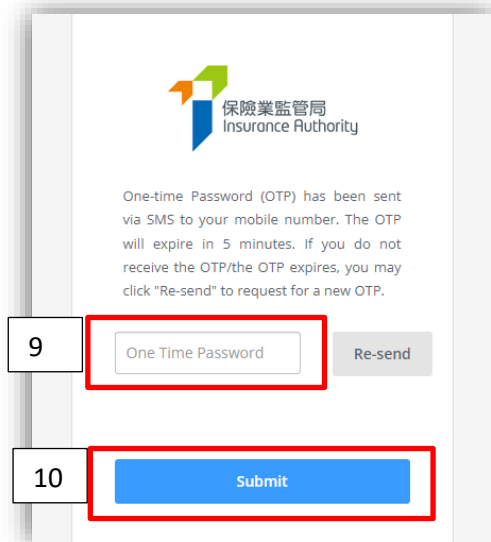 保險業監管局
Insurance Authority
One-time Password (OTP) has been sent
via SMS to your mobile number. The OTP
will expire in 5 minutes. If you do not
receive the OTP/the OTP expires, you may
click "Re-send" to request for a new OTP.
9
One Time Password
Re-send
10
Submit